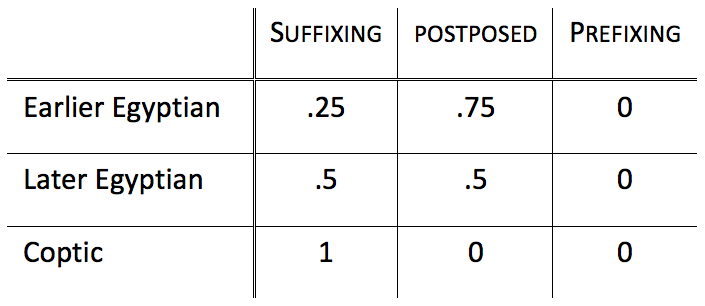 SUFFIXING POSTPOSED PREFIXING
Earlier Egyptian .25 .75 0
Later Egyptian .5 .5 0
Coptic 1 0 0